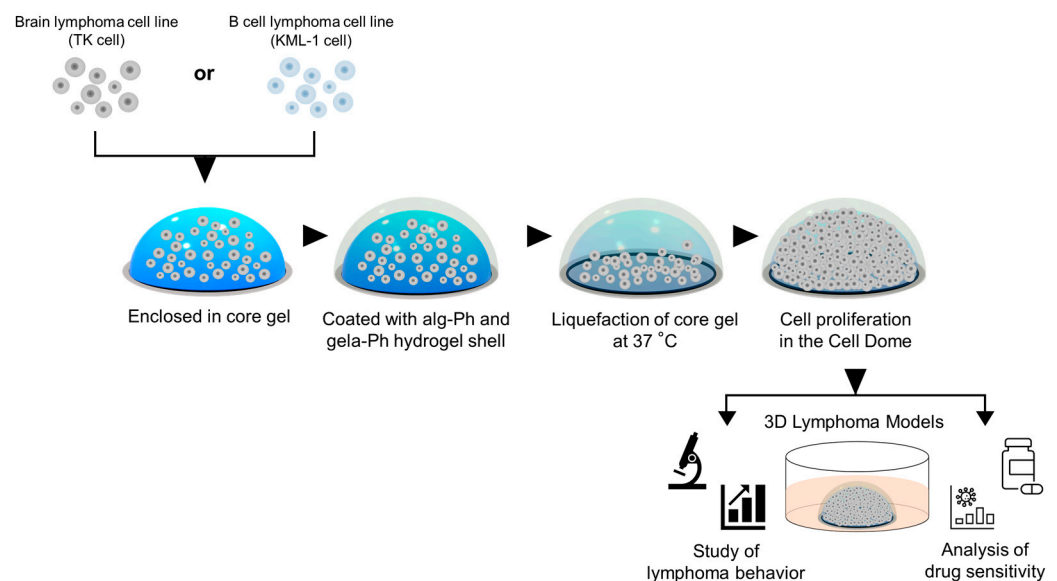 Brain lymphoma cell line
(TK cell)
or
B cell lymphoma cell line
(KML-1 cell)
Enclosed in core gel
Coated with alg-Ph and
gela-Ph hydrogel shell
Liquefaction of core gel
at 37 ˚C
Cell proliferation
in the Cell Dome
3D Lymphoma Models
Study of
lymphoma behavior
Analysis of
drug sensitivity